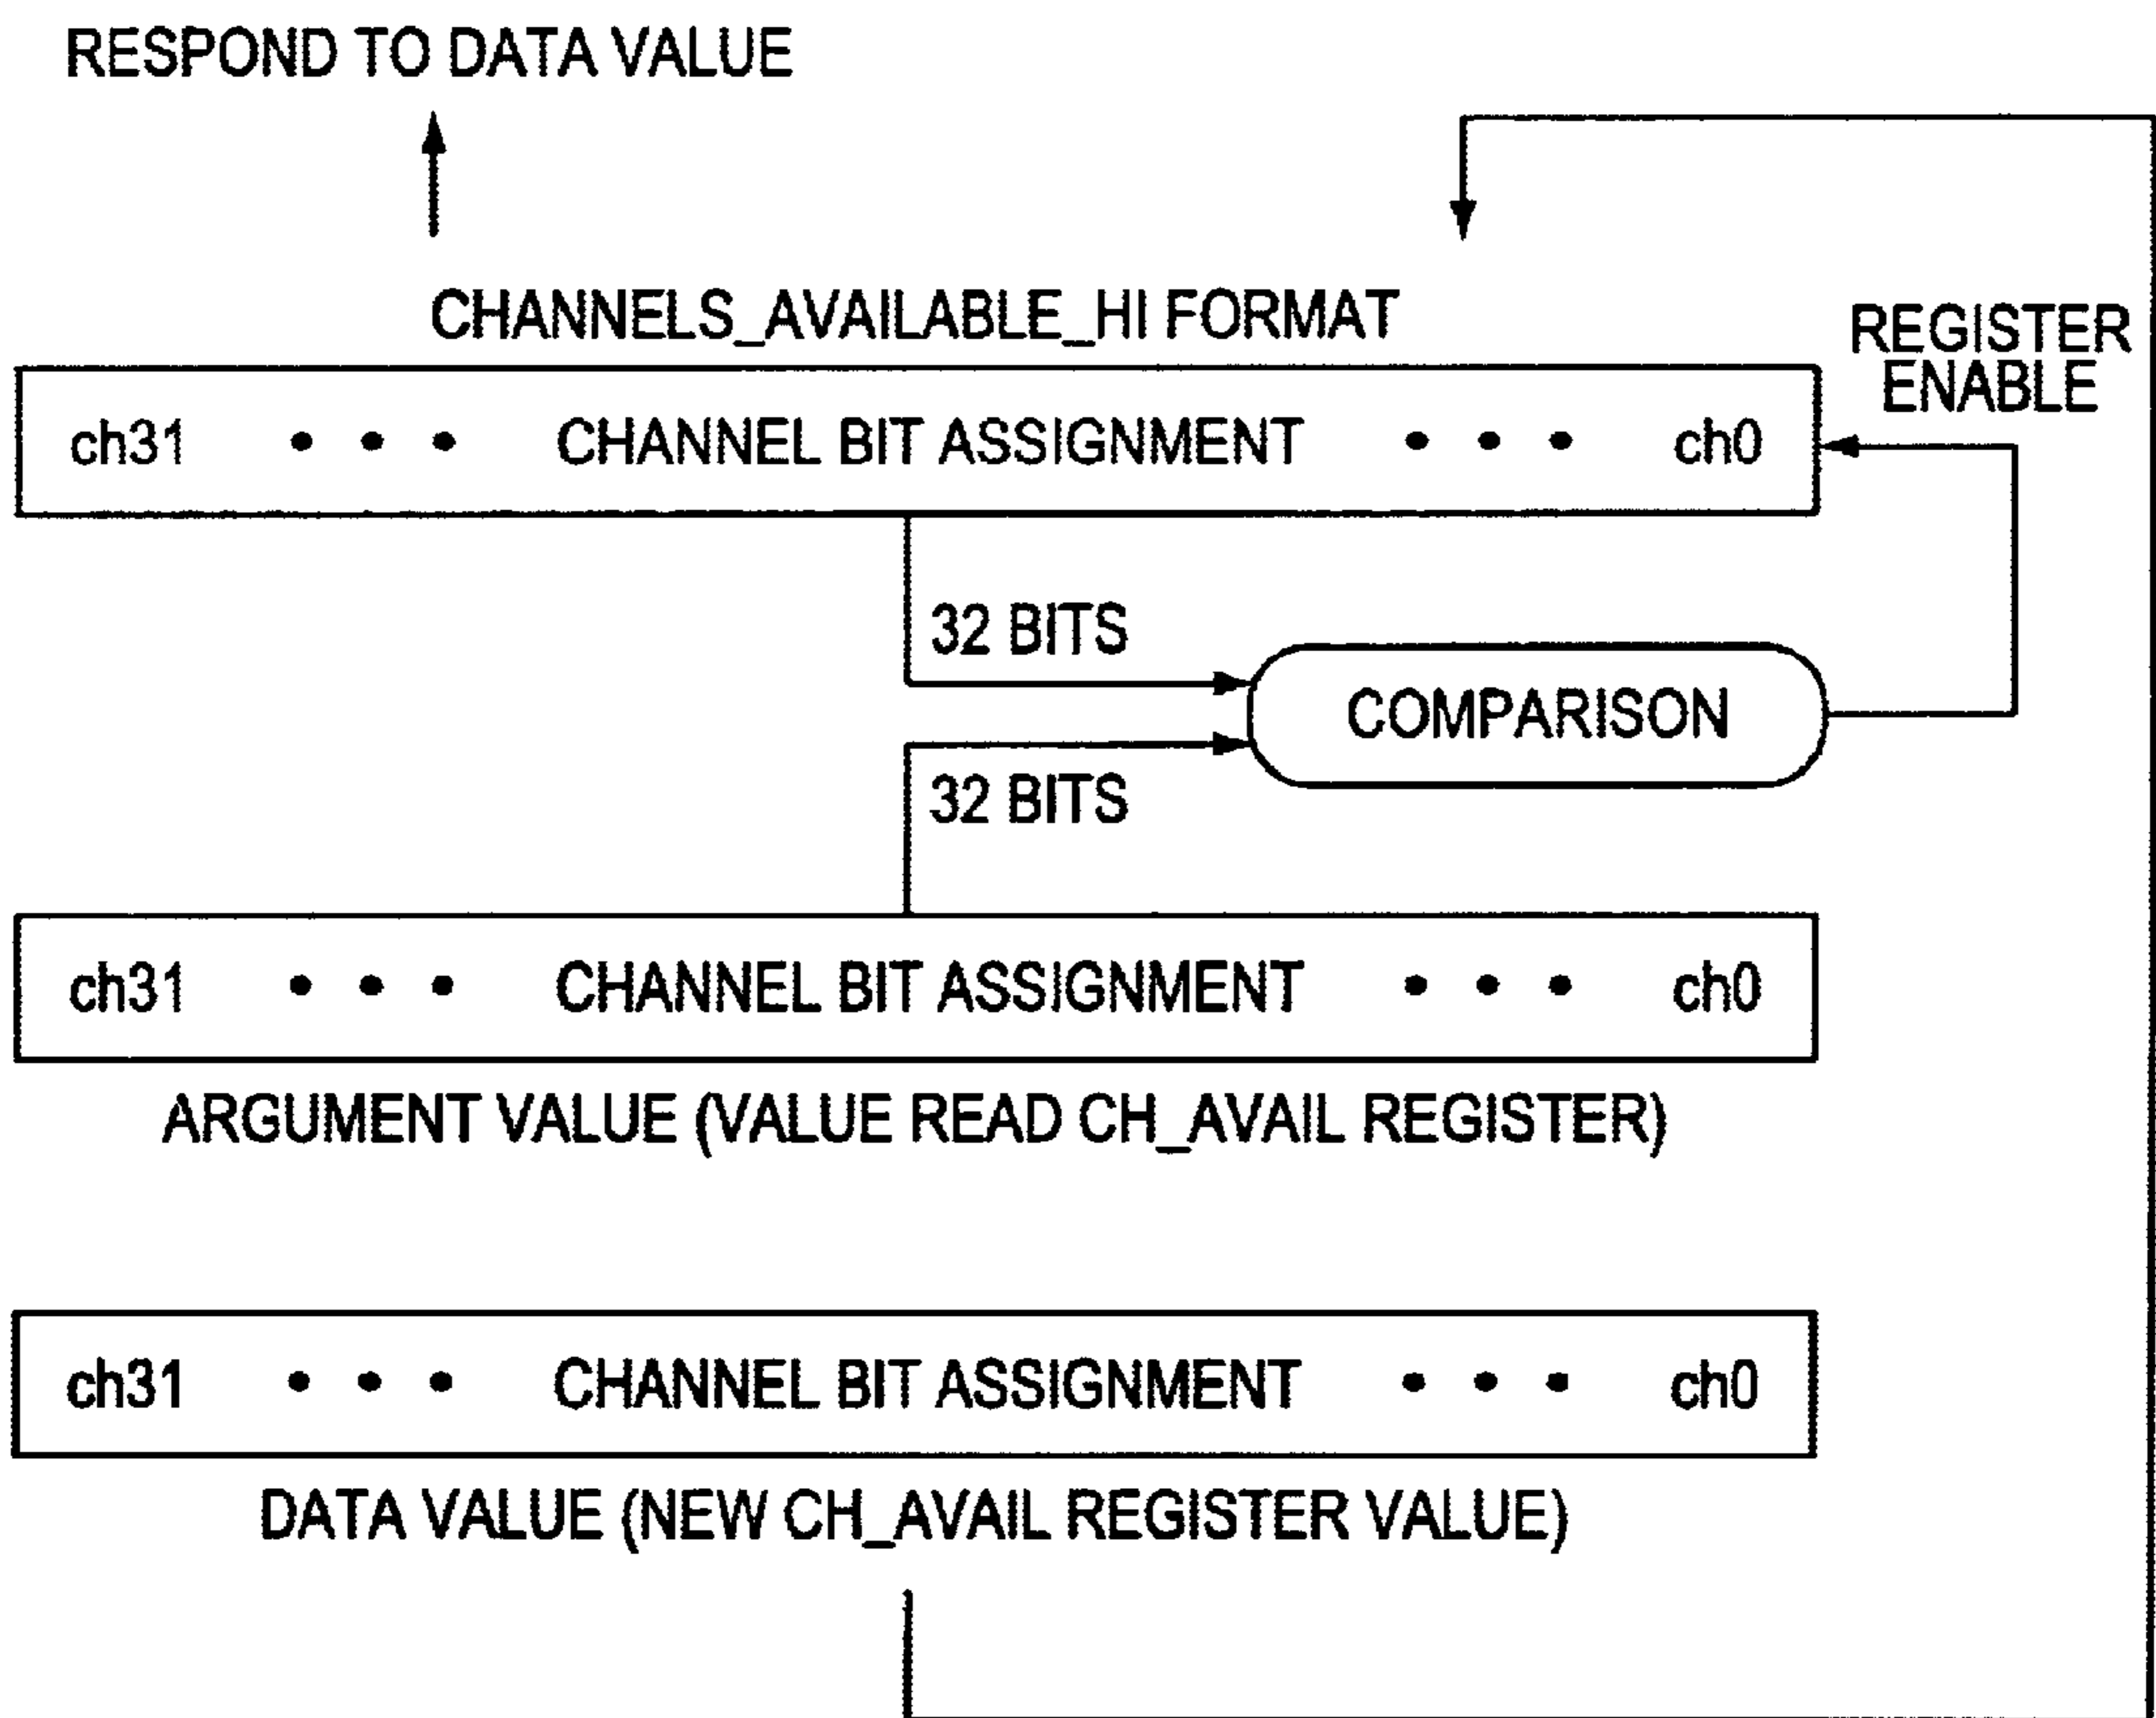 RESPOND TO DATA VALUE
CHANNELS_AVAILABLE_HI FORMAT
REGISTER
ENABLE
ch31 • • • CHANNEL BIT ASSIGNMENT • • • ch0
32 BITS
COMPARISON
32 BITS
ch31 • • • CHANNEL BIT ASSIGNMENT • • • ch0
ARGUMENT VALUE (VALUE READ CH_AVAIL REGISTER)
ch31 • • • CHANNEL BIT ASSIGNMENT • • • ch0
DATA VALUE (NEW CH_AVAIL REGISTER VALUE)